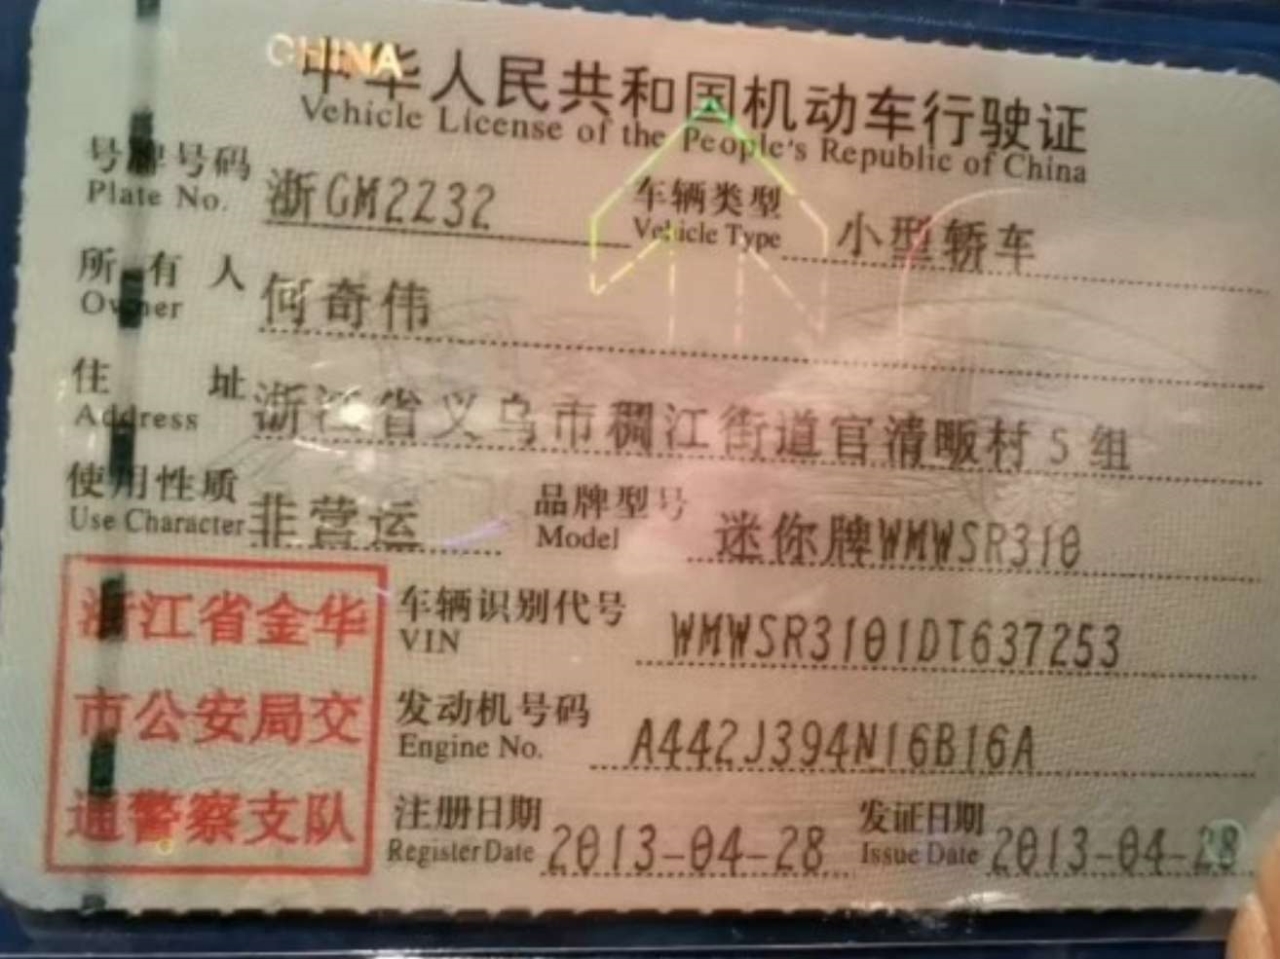 CHINA
中华人民共和国机动车行驶证
Vehicle License of the People's Republic of China
号牌号码 浙GM2232 车辆类型 小型轿车
Plate No. Vehicle Type
所有人 何奇伟
Owner
住址 浙江省义乌市稠江街道官清畈村5组
Address
使用性质 非营运 品牌型号 迷你牌WMWSR310
Use Character Model
浙江省金华
市公安局交
通警察支队
车辆识别代号 WMWSR3101DT637253
VIN
发动机号码 A442J394N16B16A
Engine No.
注册日期 2013-04-28 发证日期 2013-04-28
Register Date Issue Date